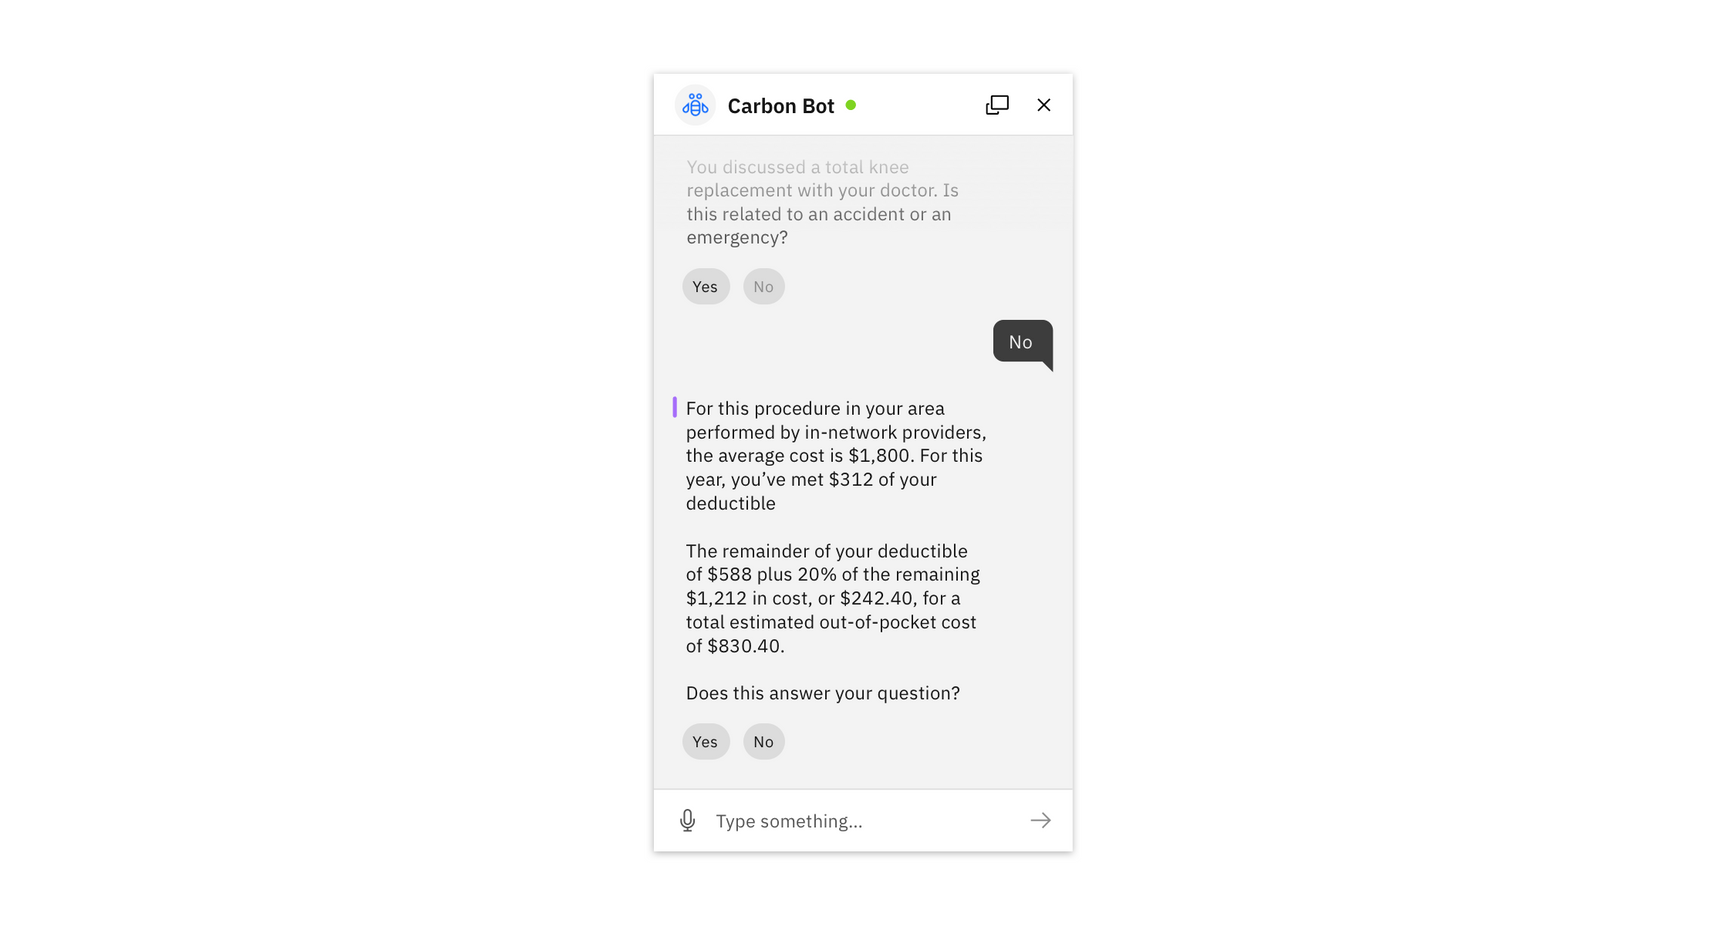 Carbon Bot
You discussed a total knee
replacement with your doctor. Is
this related to an accident or an
emergency?
Yes No
No
For this procedure in your area
performed by in-network providers,
the average cost is $1,800. For this
year, you’ve met $312 of your
deductible
The remainder of your deductible
of $588 plus 20% of the remaining
$1,212 in cost, or $242.40, for a
total estimated out-of-pocket cost
of $830.40.
Does this answer your question?
Yes No
Type something...